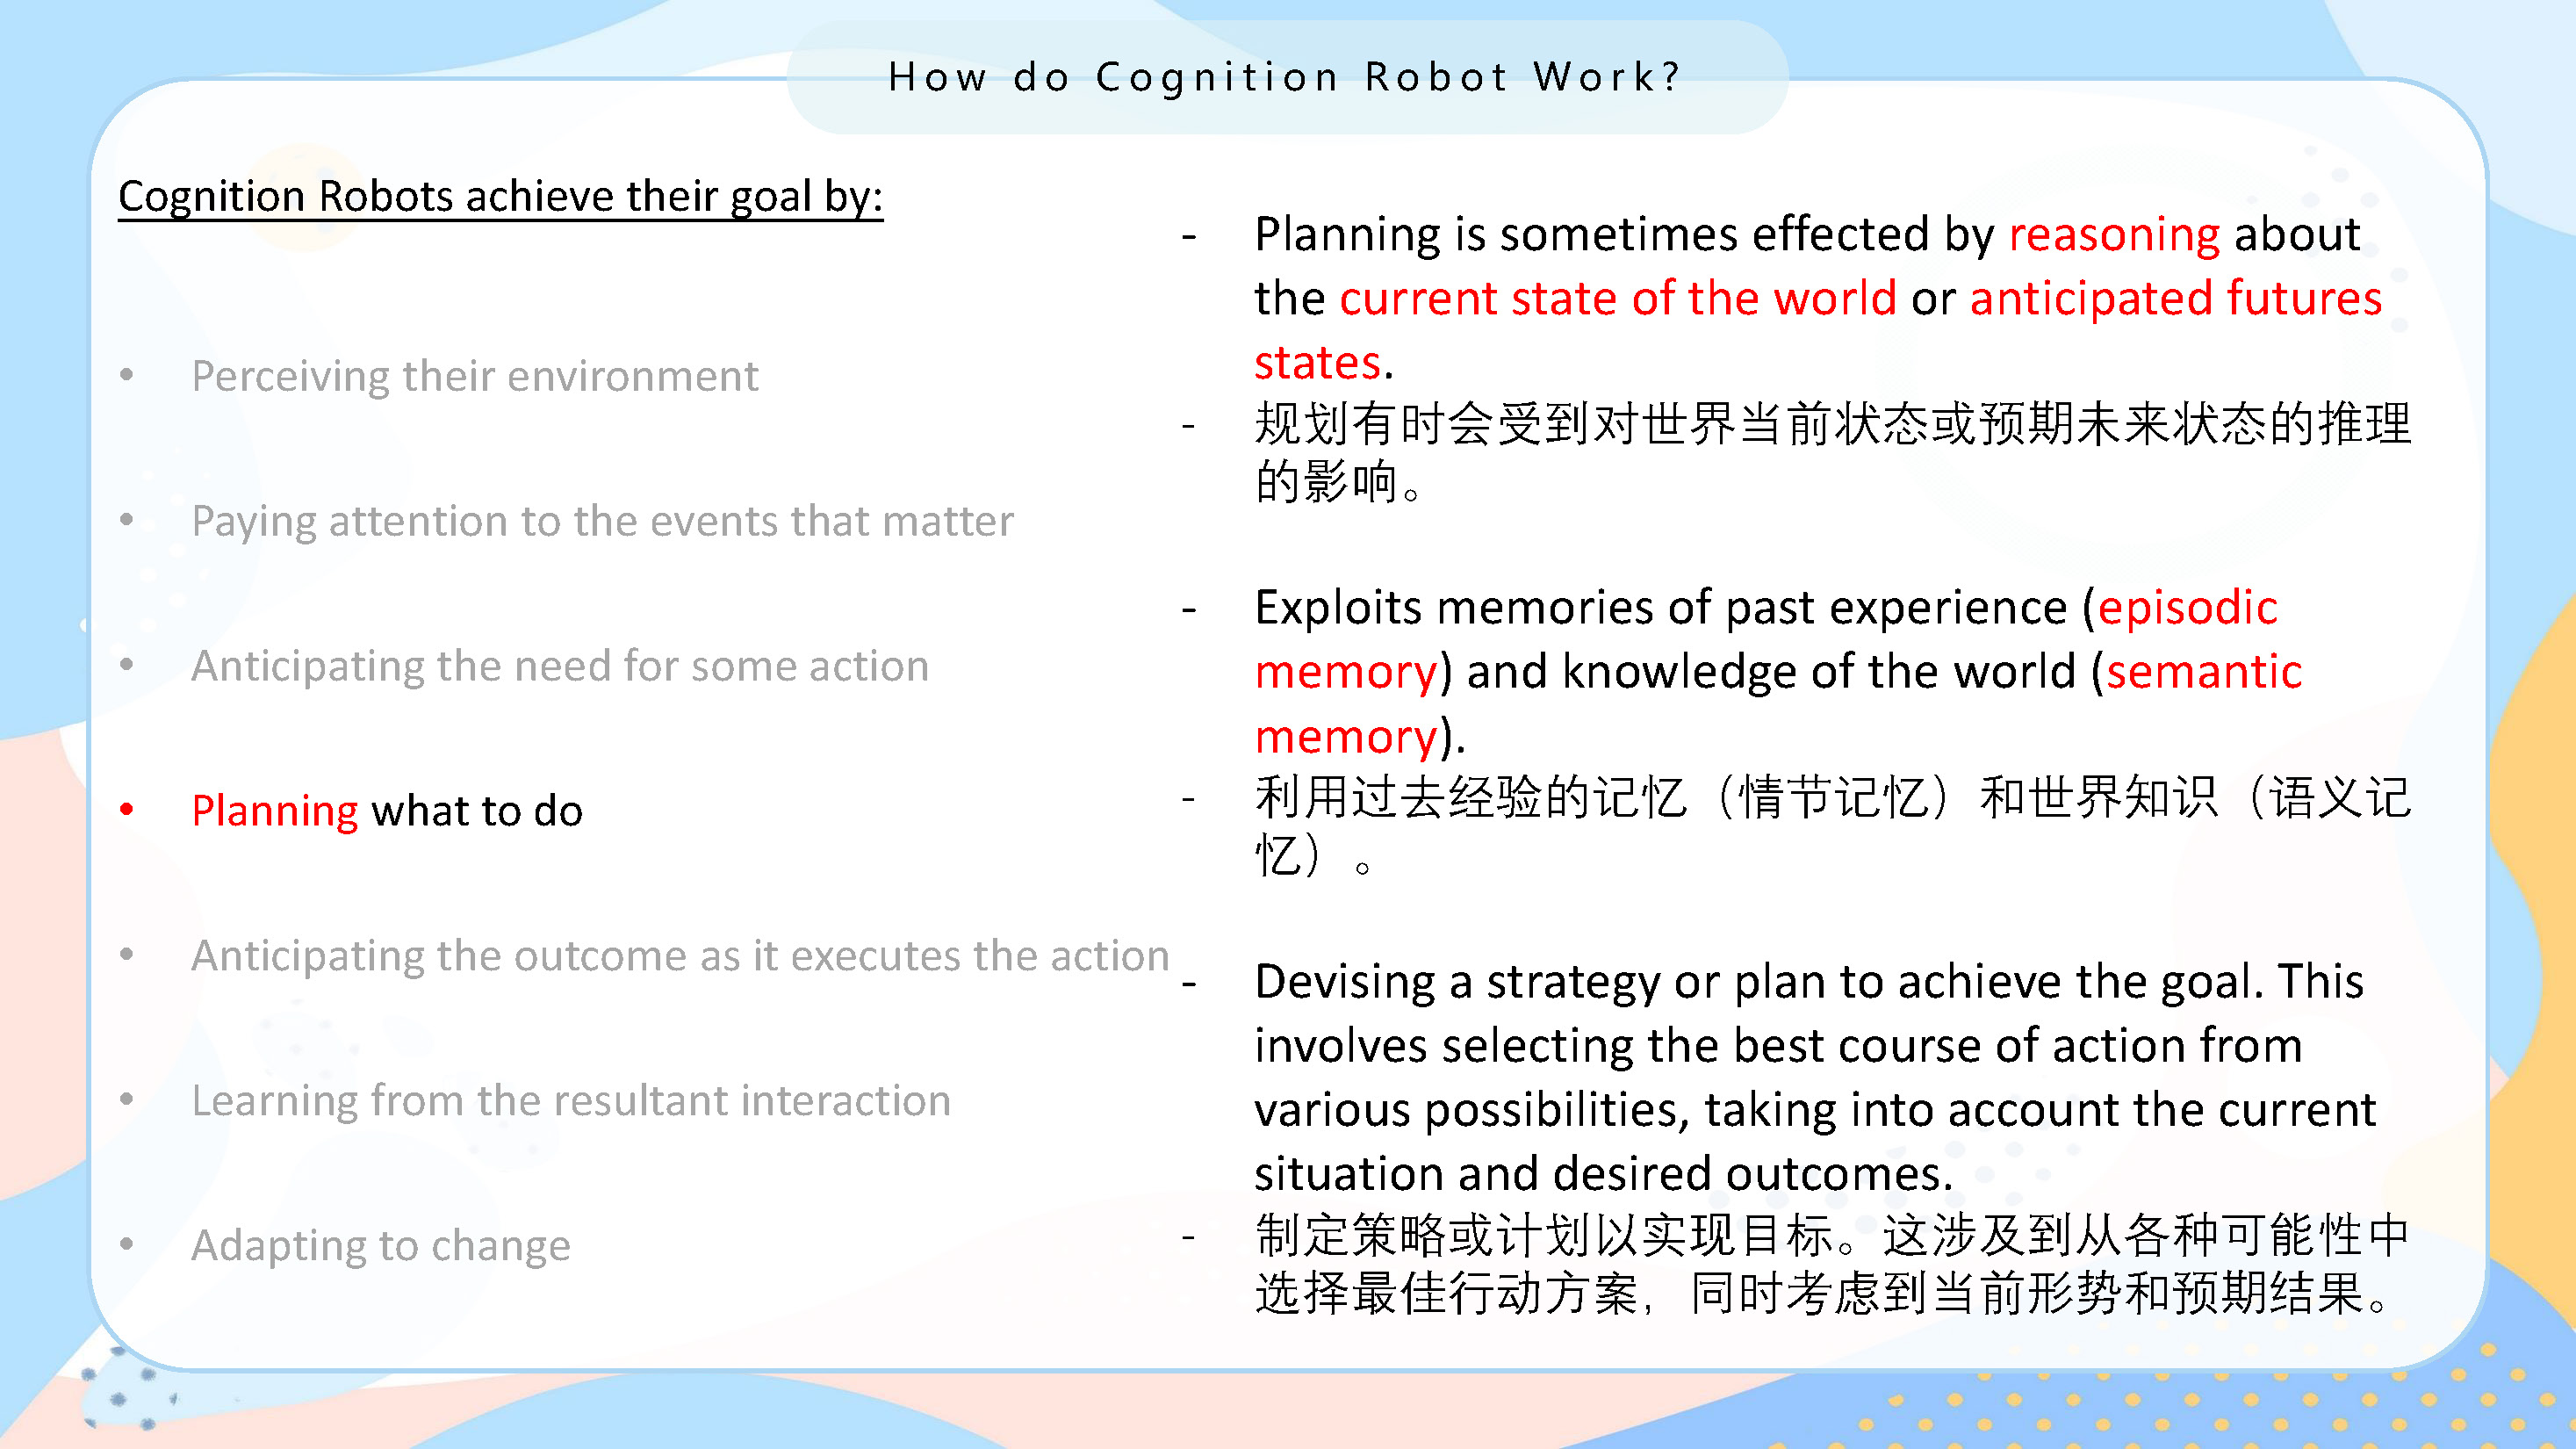 How do Cognition Robot Work?
Cognition Robots achieve their goal by:
• Perceiving their environment
• Paying attention to the events that matter
• Anticipating the need for some action
• Planning what to do
• Anticipating the outcome as it executes the action
• Learning from the resultant interaction
• Adapting to change
- Planning is sometimes effected by reasoning about
the current state of the world or anticipated futures
states.
- 规划有时会受到对世界当前状态或预期未来状态的推理
的影响。
- Exploits memories of past experience (episodic
memory) and knowledge of the world (semantic
memory).
- 利用过去经验的记忆（情节记忆）和世界知识（语义记
忆）。
- Devising a strategy or plan to achieve the goal. This
involves selecting the best course of action from
various possibilities, taking into account the current
situation and desired outcomes.
- 制定策略或计划以实现目标。这涉及到从各种可能性中
选择最佳行动方案，同时考虑到当前形势和预期结果。